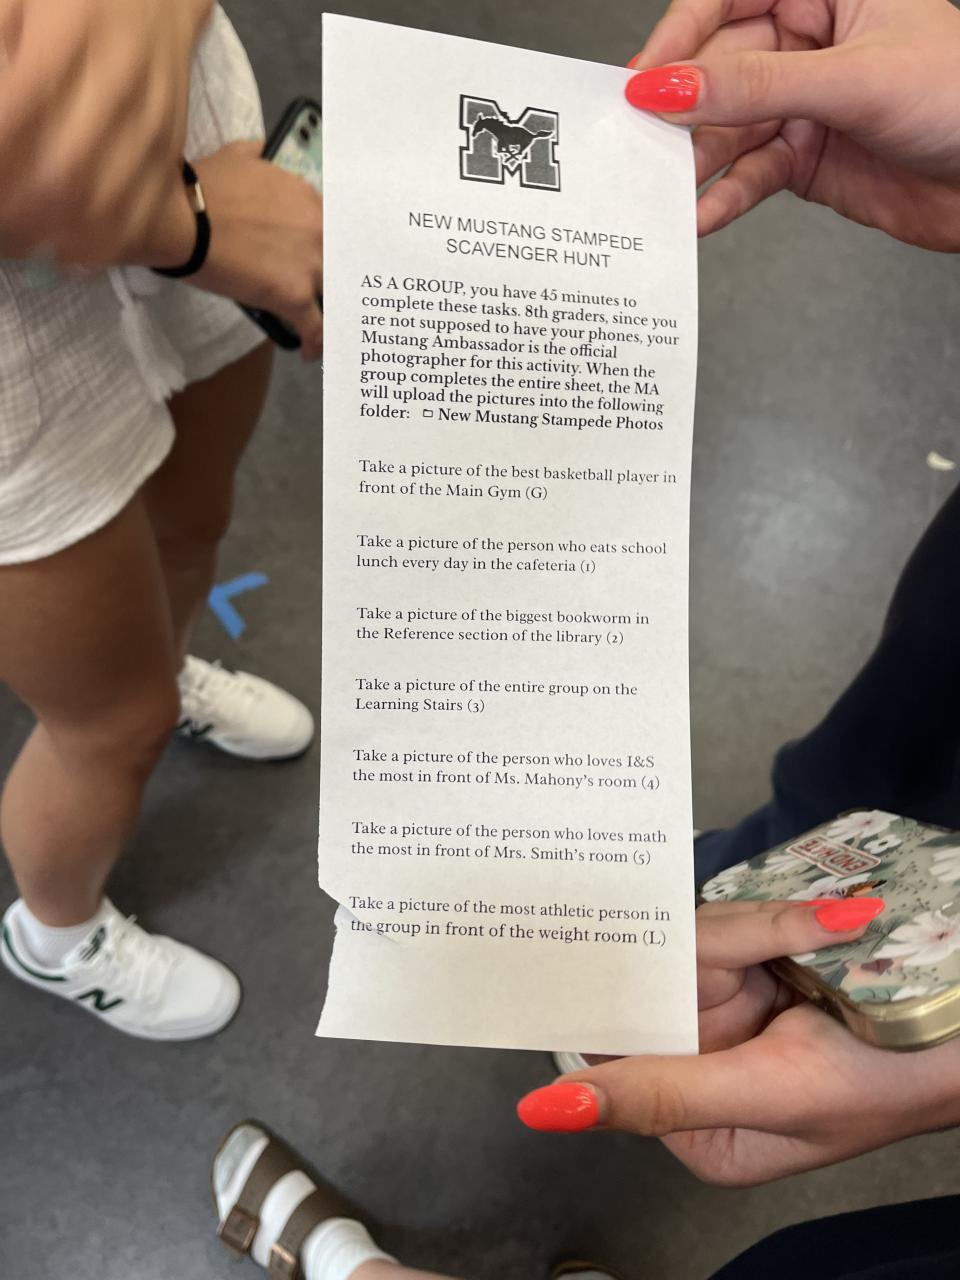 M
NEW MUSTANG STAMPEDE
SCAVENGER HUNT
AS A GROUP, you have 45 minutes to
complete these tasks. 8th graders, since you
are not supposed to have your phones, your
Mustang Ambassador is the official
photographer for this activity. When the
group completes the entire sheet, the MA
will upload the pictures into the following
folder: New Mustang Stampede Photos
Take a picture of the best basketball player in
front of the Main Gym (G)
Take a picture of the person who eats school
lunch every day in the cafeteria (1)
Take a picture of the biggest bookworm in
the Reference section of the library (2)
Take a picture of the entire group on the
Learning Stairs (3)
Take a picture of the person who loves I&S
the most in front of Ms. Mahony's room (4)
Take a picture of the person who loves math
the most in front of Mrs. Smith's room (5)
Take a picture of the most athletic person in
the group in front of the weight room (L)
N